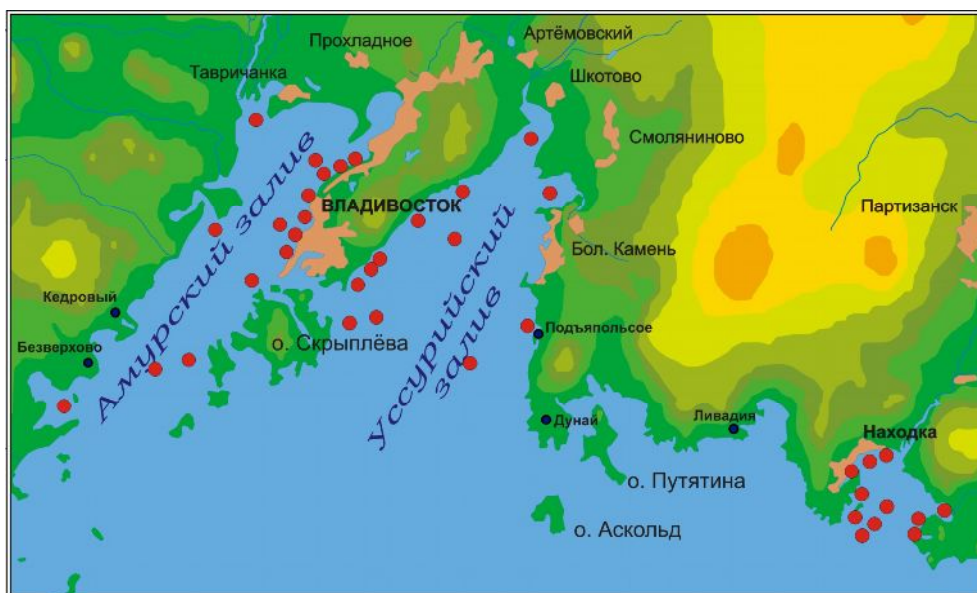 Артёмовский
Прохладное
Тавричанка
Шкотово
Смоляниново
ВЛАДИВОСТОК
Партизанск
Бол. Камень
Амурский залив
Уссурийский
залив
Кедровый
Подъяпольсое
о. Скрыплёва
Безверхово
Дунай
Ливадия
Находка
о. Путятина
о. Аскольд